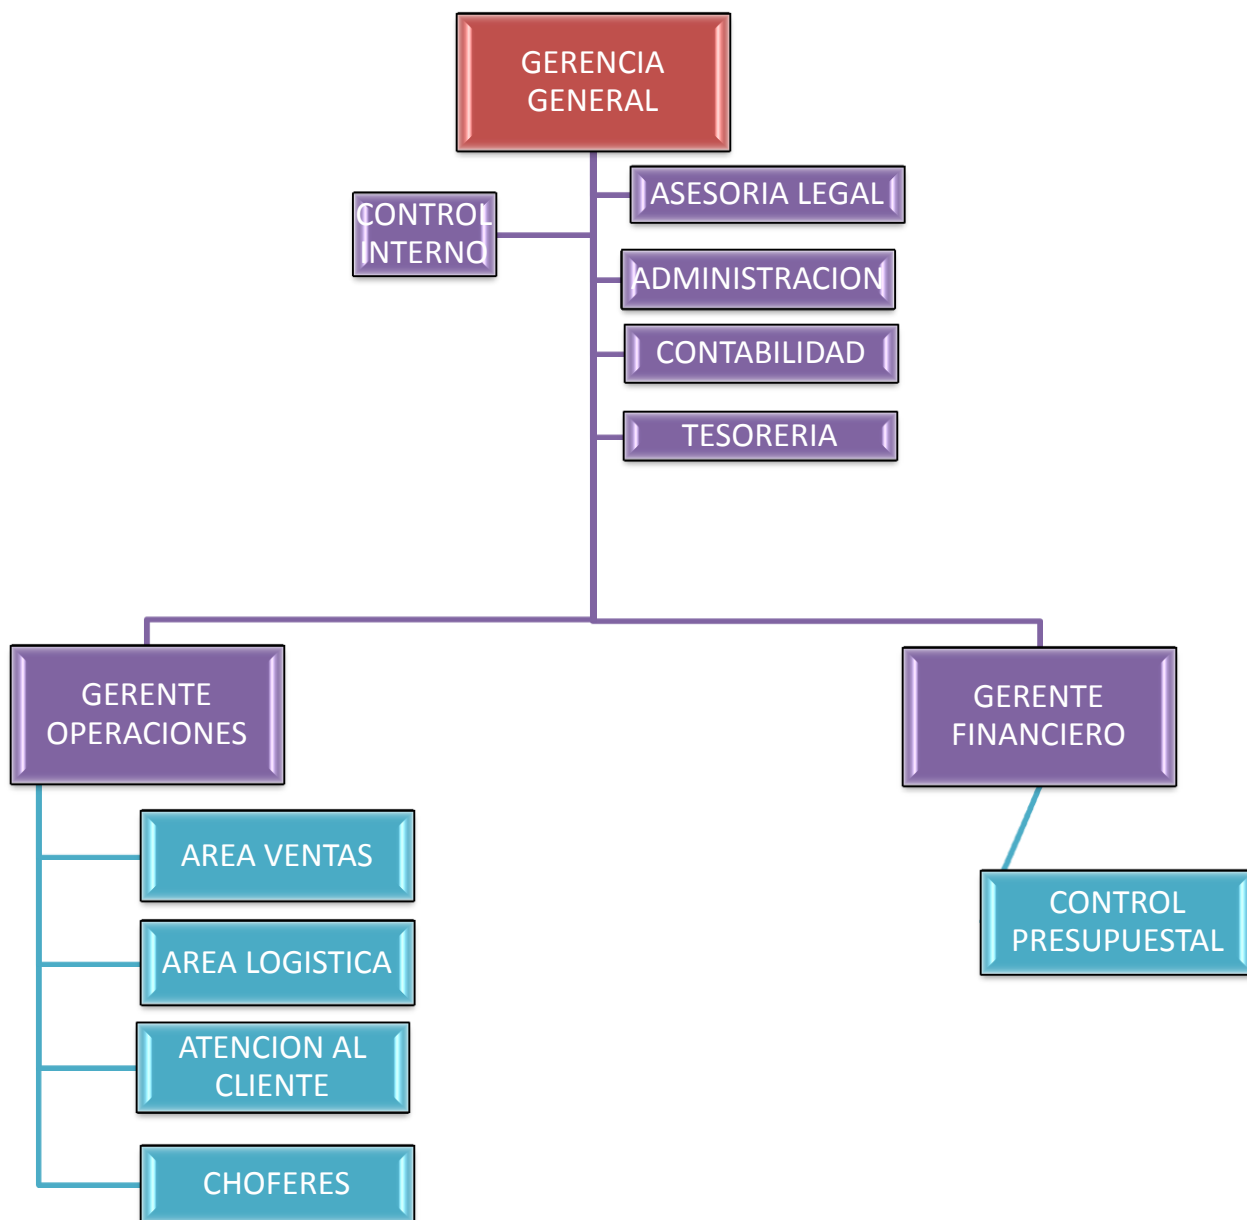 GERENCIA
GENERAL
ASESORIA LEGAL
CONTROL
INTERNO
ADMINISTRACION
CONTABILIDAD
TESORERIA
GERENTE
OPERACIONES
GERENTE
FINANCIERO
AREA VENTAS
AREA LOGISTICA
ATENCION AL
CLIENTE
CHOFERES
CONTROL
PRESUPUESTAL